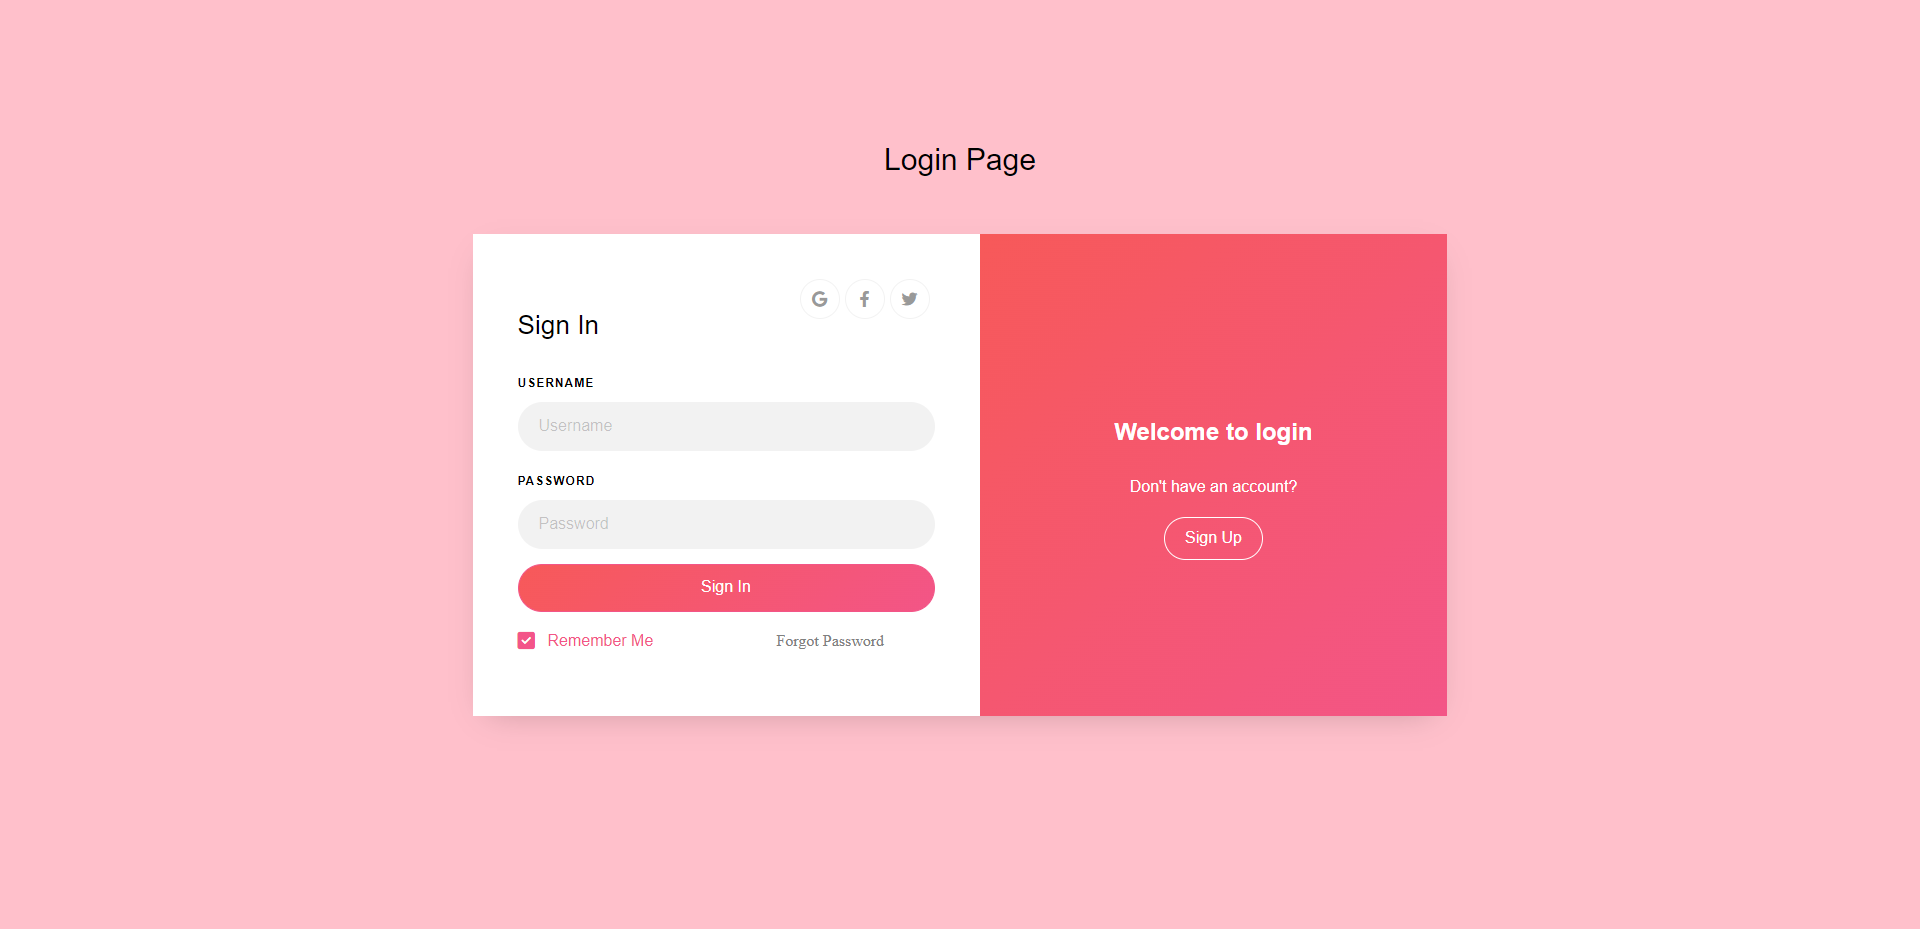 Login Page
Sign In
USERNAME
Username
PASSWORD
Password
Sign In
Remember Me
Forgot Password
Welcome to login
Don't have an account?
Sign Up